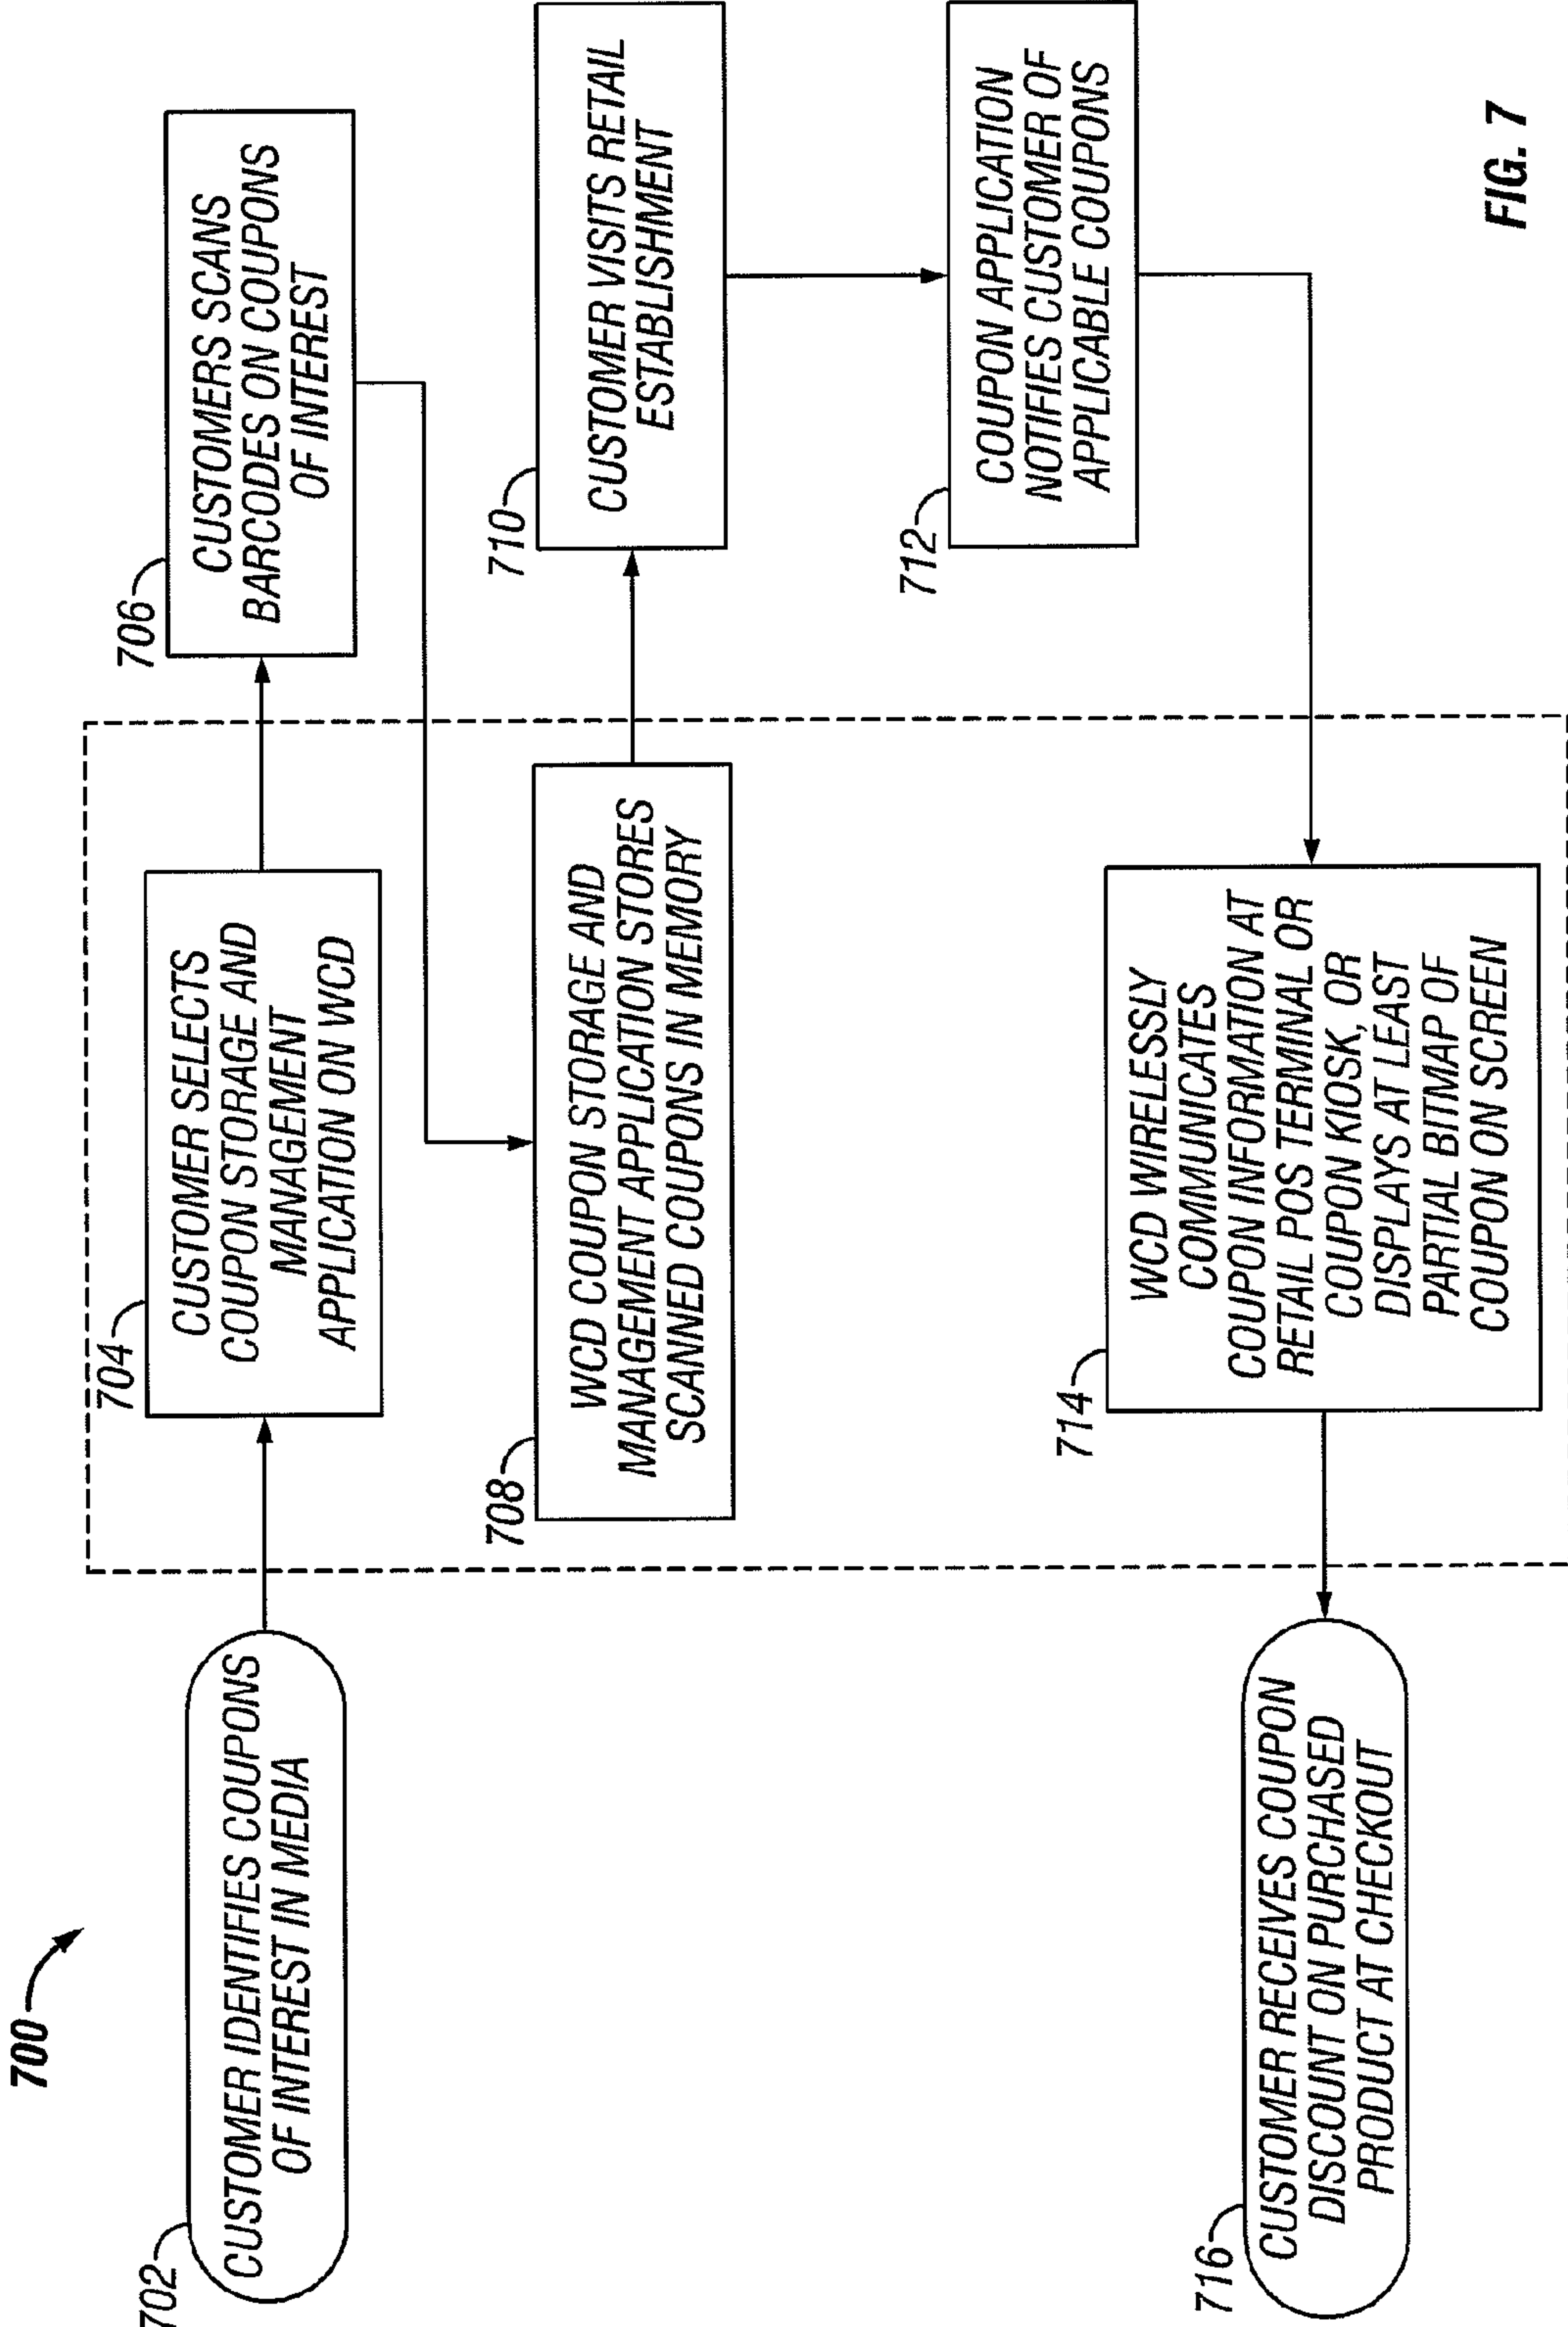 700
702
CUSTOMER IDENTIFIES COUPONS
OF INTEREST IN MEDIA
704
CUSTOMER SELECTS
COUPON STORAGE AND
MANAGEMENT
APPLICATION ON WCD
706
CUSTOMERS SCANS
BARCODES ON COUPONS
OF INTEREST
708
WCD COUPON STORAGE AND
MANAGEMENT APPLICATION STORES
SCANNED COUPONS IN MEMORY
710
CUSTOMER VISITS RETAIL
ESTABLISHMENT
712
COUPON APPLICATION
NOTIFIES CUSTOMER OF
APPLICABLE COUPONS
714
WCD WIRELESSLY
COMMUNICATES
COUPON INFORMATION AT
RETAIL POS TERMINAL OR
COUPON KIOSK, OR
DISPLAYS AT LEAST
PARTIAL BITMAP OF
COUPON ON SCREEN
716
CUSTOMER RECEIVES COUPON
DISCOUNT ON PURCHASED
PRODUCT AT CHECKOUT
FIG. 7